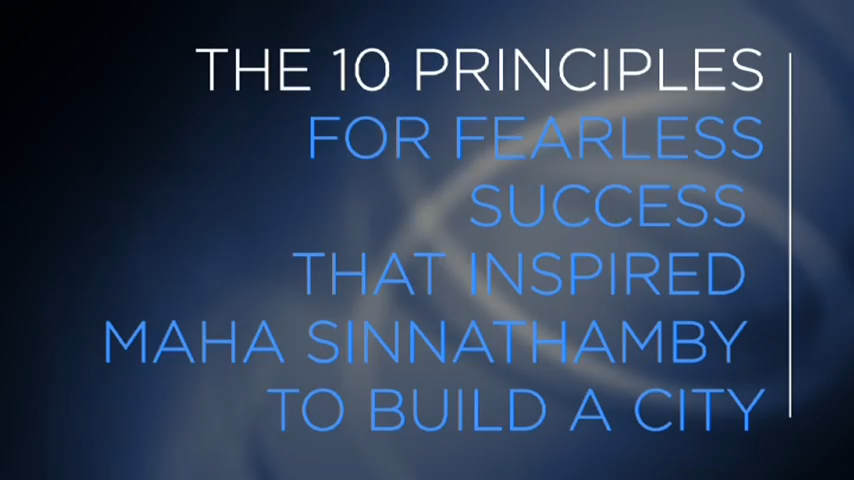 THE 10 PRINCIPLES
FOR FEARLESS
SUCCESS
THAT INSPIRED
MAHA SINNATHAMBY
TO BUILD A CITY